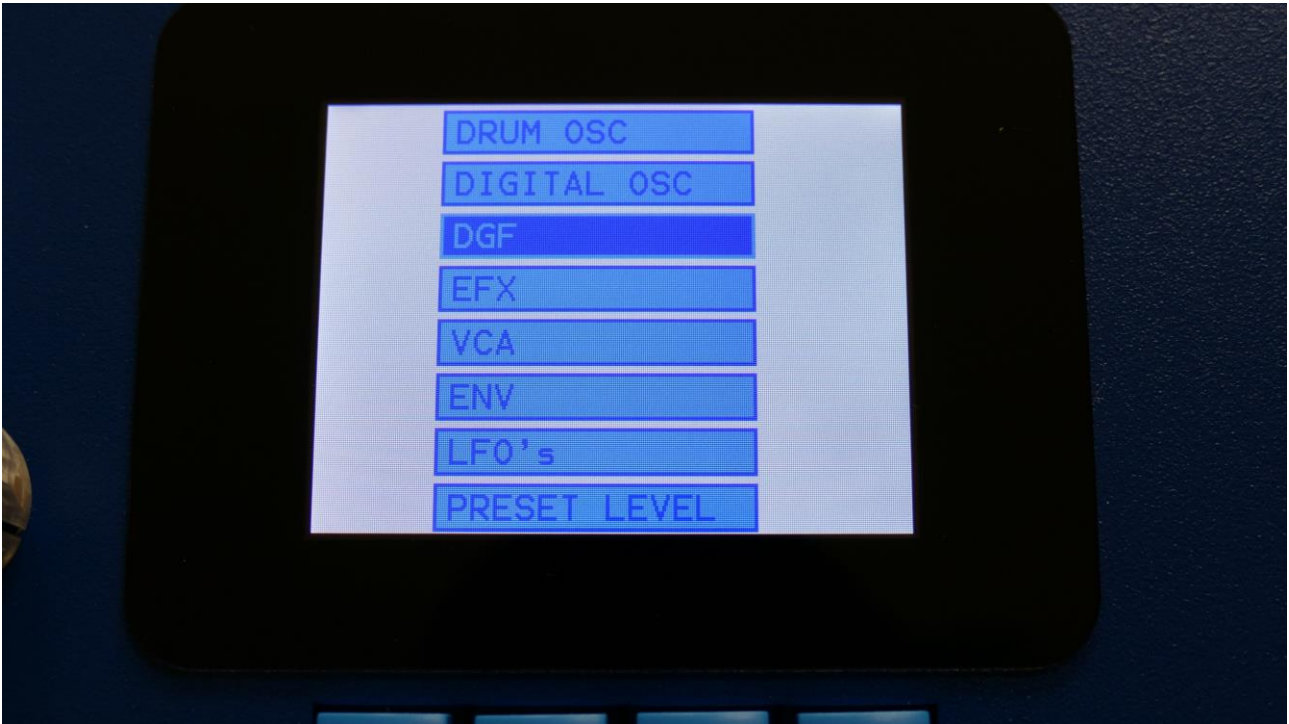 DRUM OSC
DIGITAL OSC
DGF
EFX
VCA
ENV
LFO's
PRESET LEVEL